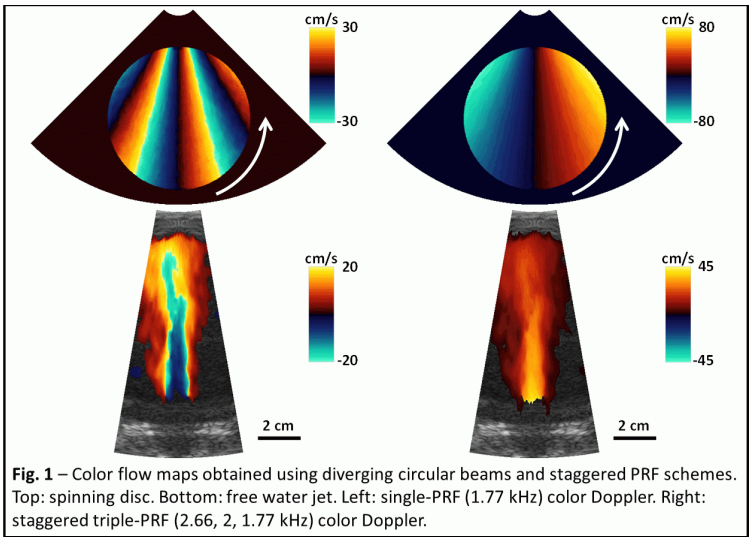 cm/s 30 cm/s 80
-30 -80
cm/s 20 cm/s 45
-20 -45
2 cm 2 cm
Fig. 1 – Color flow maps obtained using diverging circular beams and staggered PRF schemes.
Top: spinning disc. Bottom: free water jet. Left: single-PRF (1.77 kHz) color Doppler. Right:
staggered triple-PRF (2.66, 2, 1.77 kHz) color Doppler.